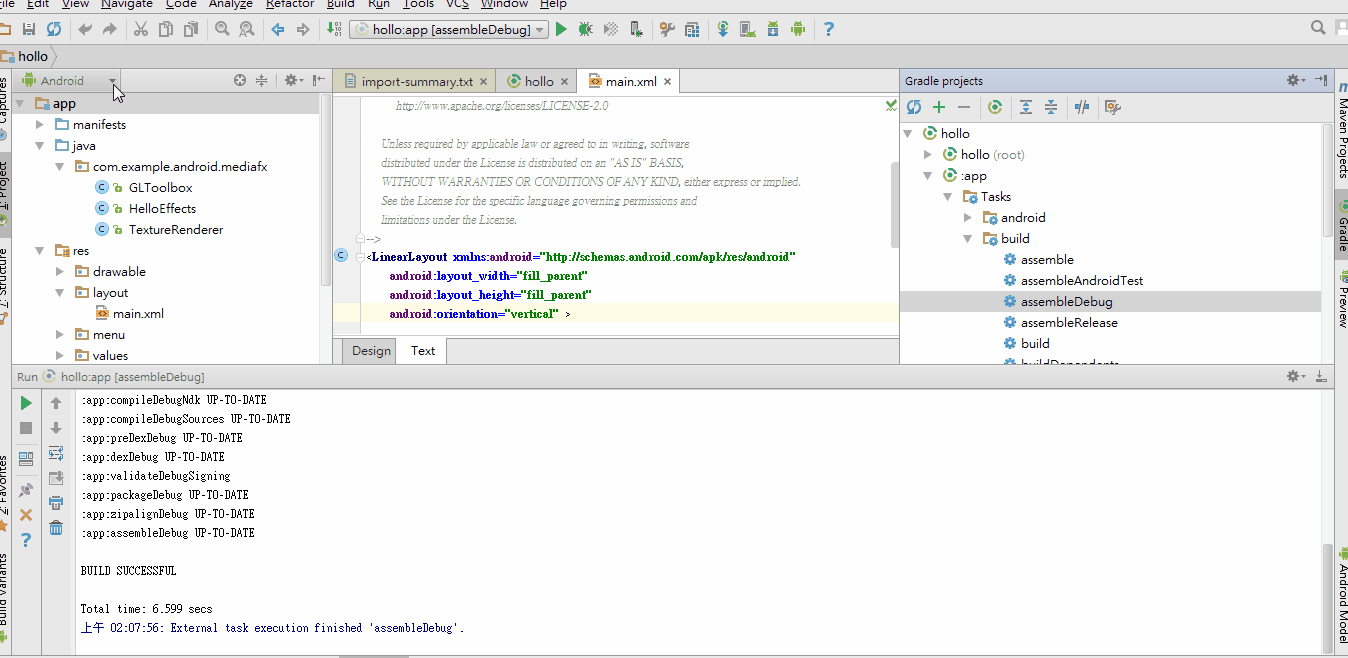 File Edit View Navigate Code Analyze Refactor Build Run Tools VCS Window Help
hollo:app [assembleDebug]
hollo
Android
app
manifests
java
com.example.android.mediafx
GLToolbox
HelloEffects
TextureRenderer
res
drawable
layout
main.xml
menu
values
import-summary.txt
hollo
main.xml
http://www.apache.org/licenses/LICENSE-2.0
Unless required by applicable law or agreed to in writing, software
distributed under the License is distributed on an "AS IS" BASIS,
WITHOUT WARRANTIES OR CONDITIONS OF ANY KIND, either express or implied.
See the License for the specific language governing permissions and
limitations under the License.
-->
<LinearLayout xmlns:android="http://schemas.android.com/apk/res/android"
android:layout_width="fill_parent"
android:layout_height="fill_parent"
android:orientation="vertical" >
Design Text
Gradle projects
hollo
hollo (root)
:app
Tasks
android
build
assemble
assembleAndroidTest
assembleDebug
assembleRelease
build
buildDependents
Run hollo:app [assembleDebug]
:app:compileDebugNdk UP-TO-DATE
:app:compileDebugSources UP-TO-DATE
:app:preDexDebug UP-TO-DATE
:app:dexDebug UP-TO-DATE
:app:validateDebugSigning
:app:packageDebug UP-TO-DATE
:app:zipalignDebug UP-TO-DATE
:app:assembleDebug UP-TO-DATE
BUILD SUCCESSFUL
Total time: 6.599 secs
上午 02:07:56: External task execution finished 'assembleDebug'.
Captures
1: Project
7: Structure
2: Favorites
Build Variants
Maven Projects
Gradle
Preview
Android Model